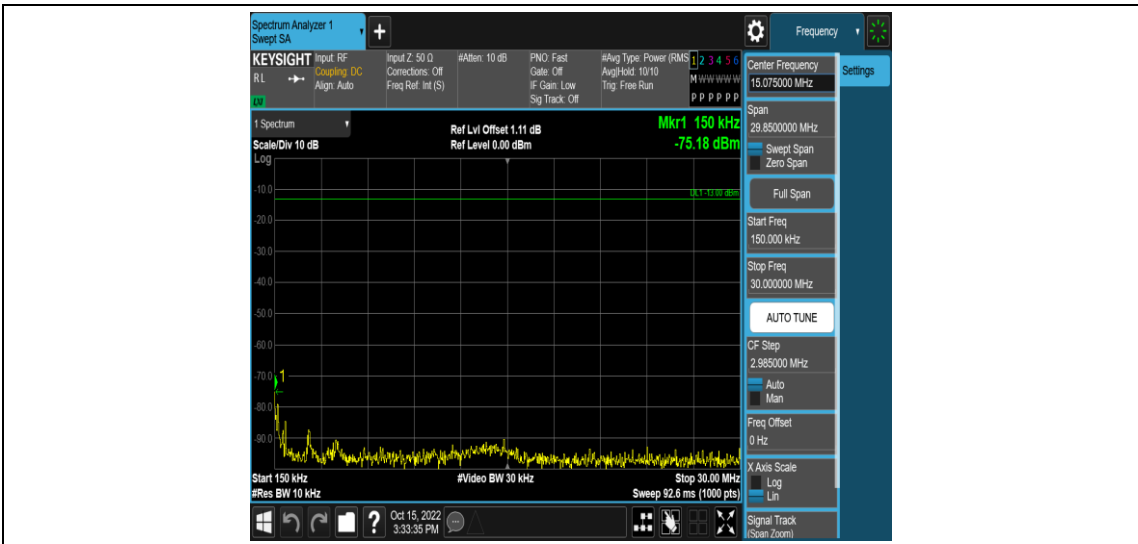 Spectrum Analyzer 1
Swept SA
+
Frequency
KEYSIGHT
RL
LXI
Input: RF
Coupling: DC
Align: Auto
Input Z: 50 Ω
Corrections: Off
Freq Ref: Int (S)
#Atten: 10 dB
PNO: Fast
Gate: Off
IF Gain: Low
Sig Track: Off
#Avg Type: Power (RMS
Avg|Hold: 10/10
Trig: Free Run
1 2 3 4 5 6
M W W W W W
P P P P P P
1 Spectrum
Scale/Div 10 dB
Log
Ref Lvl Offset 1.11 dB
Ref Level 0.00 dBm
Mkr1 150 kHz
-75.18 dBm
DL1 -13.00 dBm
-10.0
-20.0
-30.0
-40.0
-50.0
-60.0
-70.0
1
-80.0
-90.0
Start 150 kHz
#Res BW 10 kHz
#Video BW 30 kHz
Stop 30.00 MHz
Sweep 92.6 ms (1000 pts)
Center Frequency
15.075000 MHz
Settings
Span
29.8500000 MHz
Swept Span
Zero Span
Full Span
Start Freq
150.000 kHz
Stop Freq
30.000000 MHz
AUTO TUNE
CF Step
2.985000 MHz
Auto
Man
Freq Offset
0 Hz
X Axis Scale
Log
Lin
Signal Track
(Span Zoom)
?
Oct 15, 2022
3:33:35 PM